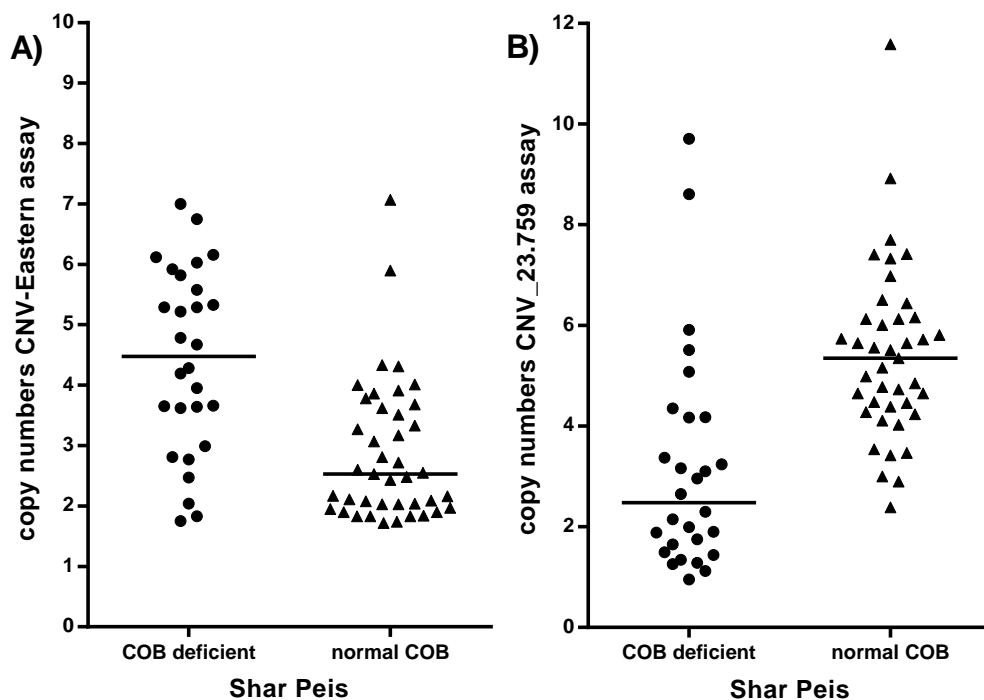 A)
copy numbers CNV-Eastern assay
10
9
8
7
6
5
4
3
2
1
0
COB deficient normal COB
Shar Peis
B)
copy numbers CNV_23.759 assay
12
10
8
6
4
2
0
COB deficient normal COB
Shar Peis